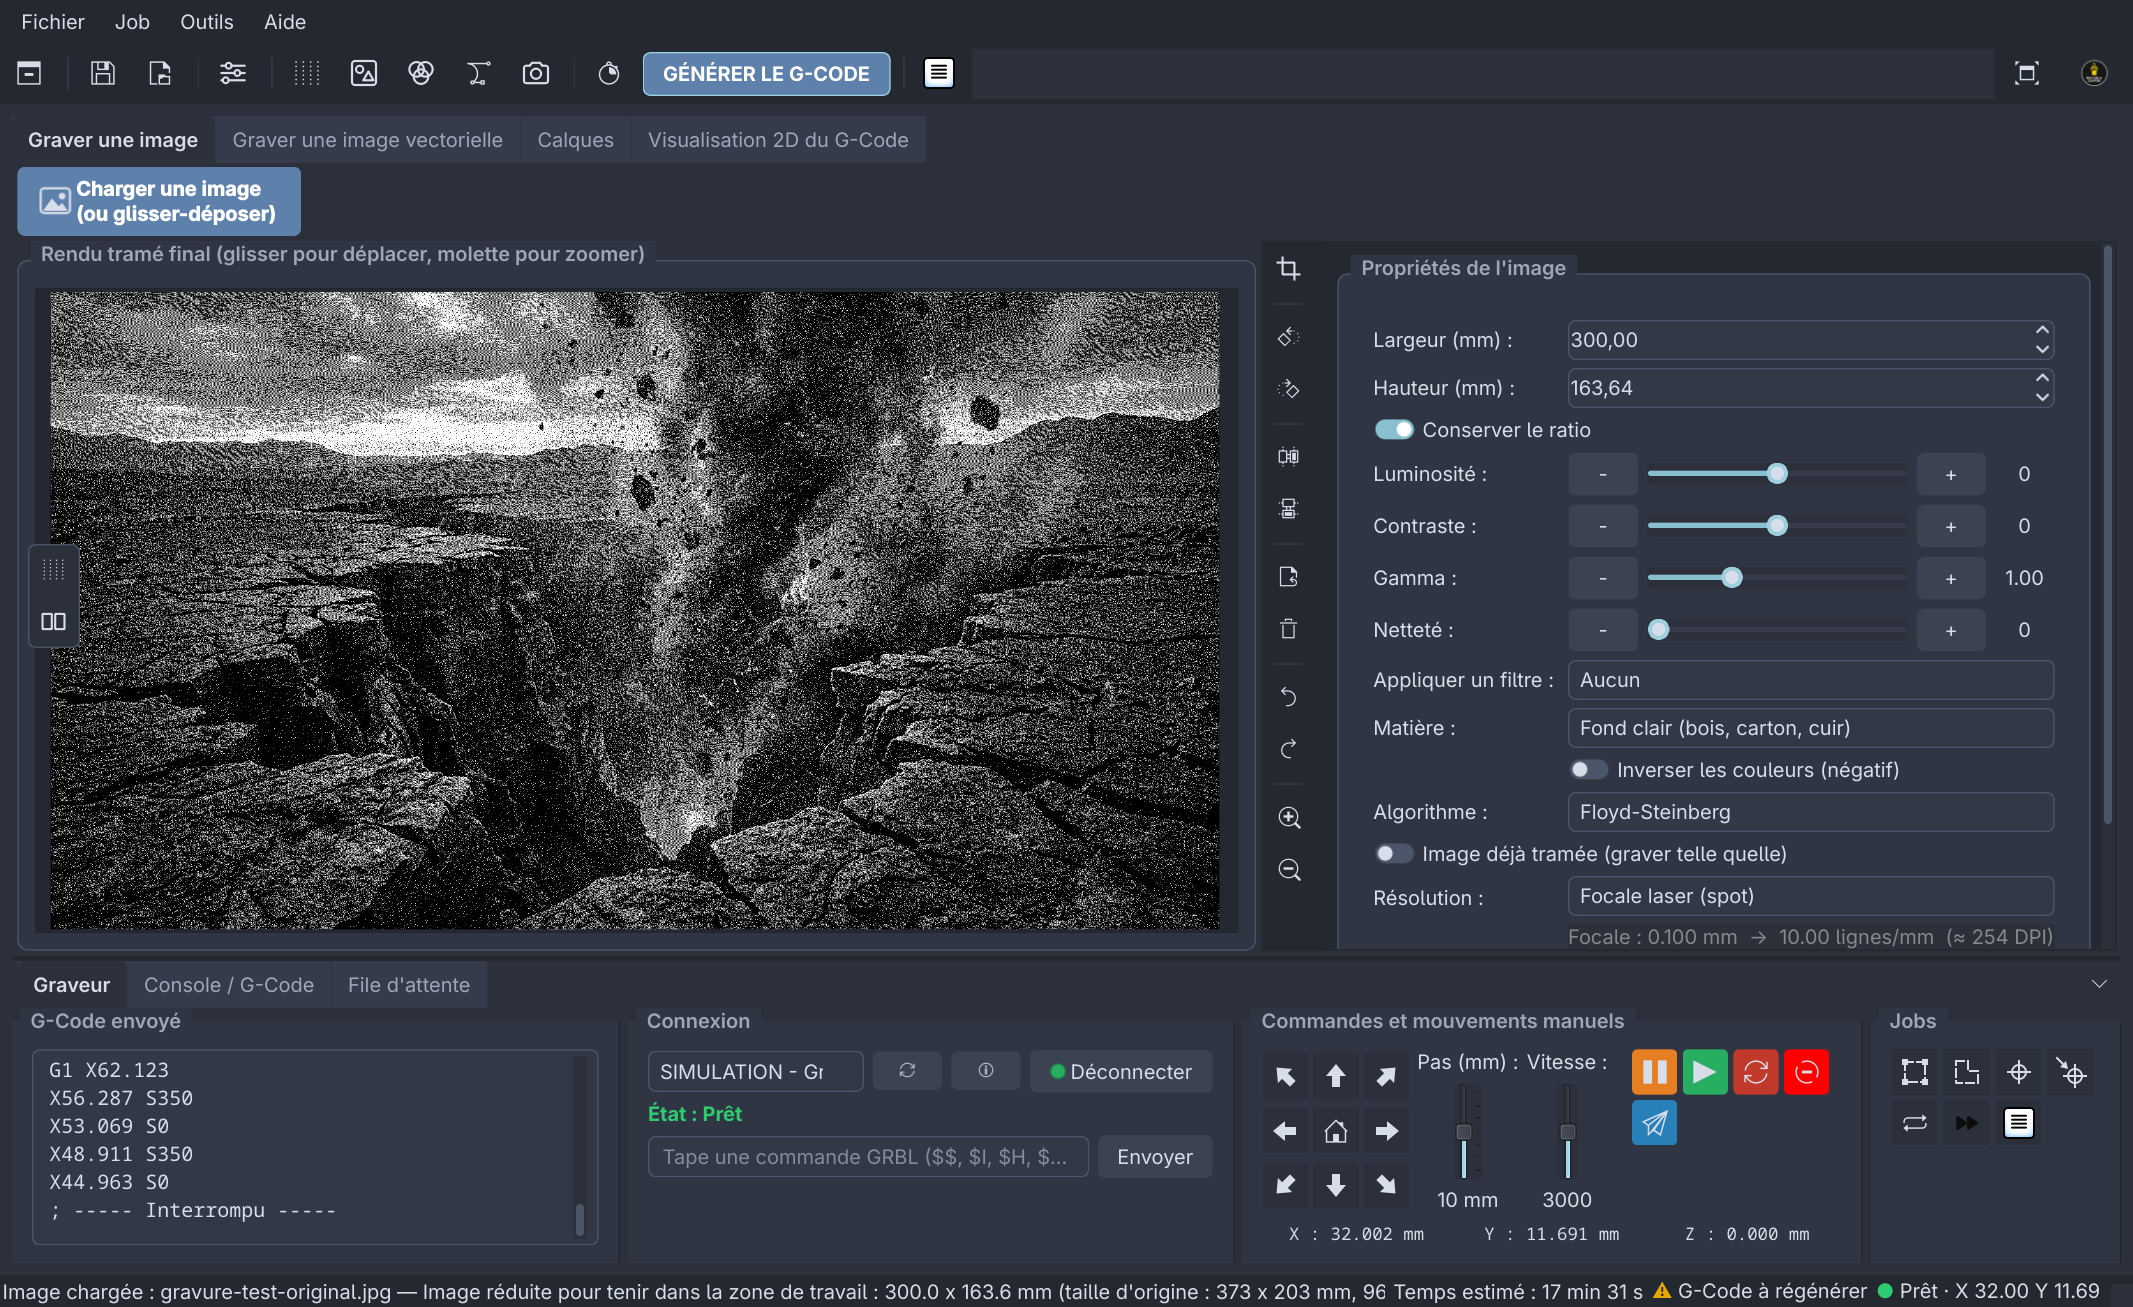 Fichier Job Outils Aide
GÉNÉRER LE G-CODE
Graver une image Graver une image vectorielle Calques Visualisation 2D du G-Code
Charger une image
(ou glisser-déposer)
Rendu tramé final (glisser pour déplacer, molette pour zoomer)
Propriétés de l'image
Largeur (mm) : 300,00
Hauteur (mm) : 163,64
Conserver le ratio
Luminosité : - + 0
Contraste : - + 0
Gamma : - + 1.00
Netteté : - + 0
Appliquer un filtre : Aucun
Matière : Fond clair (bois, carton, cuir)
Inverser les couleurs (négatif)
Algorithme : Floyd-Steinberg
Image déjà tramée (graver telle quelle)
Résolution : Focale laser (spot)
Focale : 0.100 mm → 10.00 lignes/mm (≈ 254 DPI)
Graveur Console / G-Code File d'attente
G-Code envoyé
G1 X62.123
X56.287 S350
X53.069 S0
X48.911 S350
X44.963 S0
; ----- Interrompu -----
Connexion
SIMULATION - Gr
Déconnecter
État : Prêt
Tape une commande GRBL ($$, $I, $H, $...
Envoyer
Commandes et mouvements manuels
Pas (mm) : Vitesse :
10 mm 3000
X : 32.002 mm Y : 11.691 mm Z : 0.000 mm
Jobs
Image chargée : gravure-test-original.jpg — Image réduite pour tenir dans la zone de travail : 300.0 x 163.6 mm (taille d'origine : 373 x 203 mm, 96 Temps estimé : 17 min 31 s G-Code à régénérer Prêt · X 32.00 Y 11.69